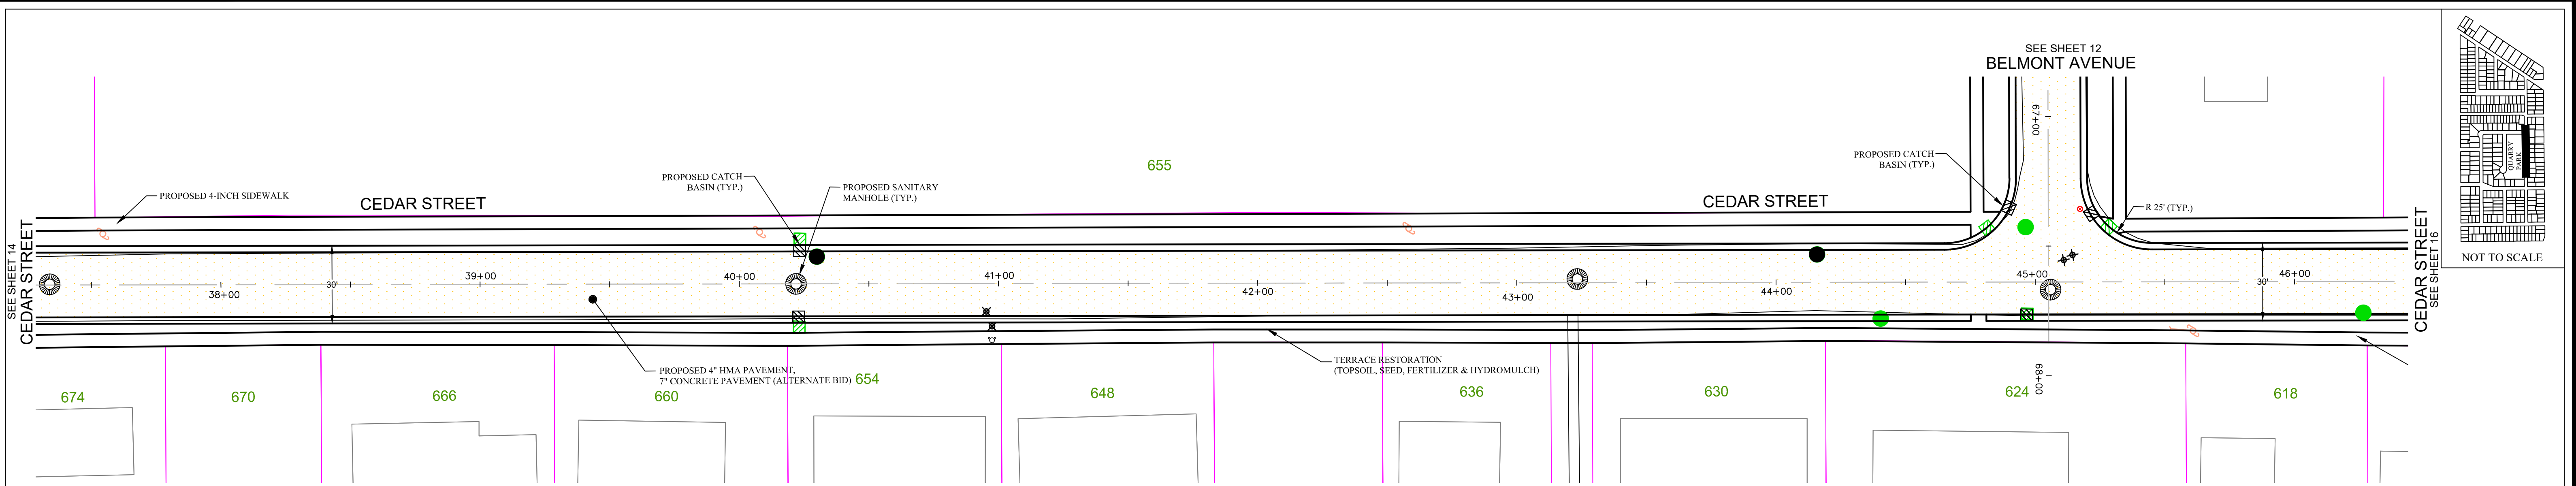 SEE SHEET 12
BELMONT AVENUE
SEE SHEET 14
CEDAR STREET
PROPOSED 4-INCH SIDEWALK
CEDAR STREET
PROPOSED CATCH
BASIN (TYP.)
PROPOSED SANITARY
MANHOLE (TYP.)
655
CEDAR STREET
PROPOSED CATCH
BASIN (TYP.)
67+00
R 25' (TYP.)
CEDAR STREET
SEE SHEET 16
QUARRY
PARK
NOT TO SCALE
38+00
30'
39+00
40+00
41+00
42+00
43+00
44+00
45+00
30'
46+00
68+00
PROPOSED 4" HMA PAVEMENT,
7" CONCRETE PAVEMENT (ALTERNATE BID)
TERRACE RESTORATION
(TOPSOIL, SEED, FERTILIZER & HYDROMULCH)
674
670
666
660
654
648
636
630
624
618